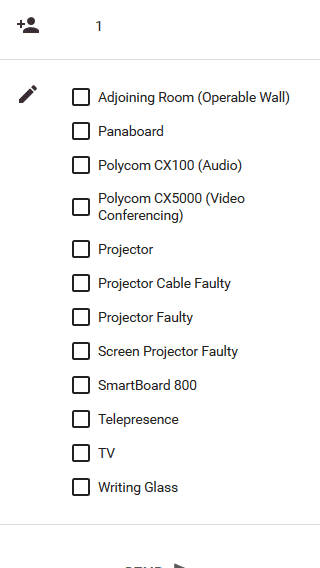 1
Adjoining Room (Operable Wall)
Panaboard
Polycom CX100 (Audio)
Polycom CX5000 (Video
Conferencing)
Projector
Projector Cable Faulty
Projector Faulty
Screen Projector Faulty
SmartBoard 800
Telepresence
TV
Writing Glass